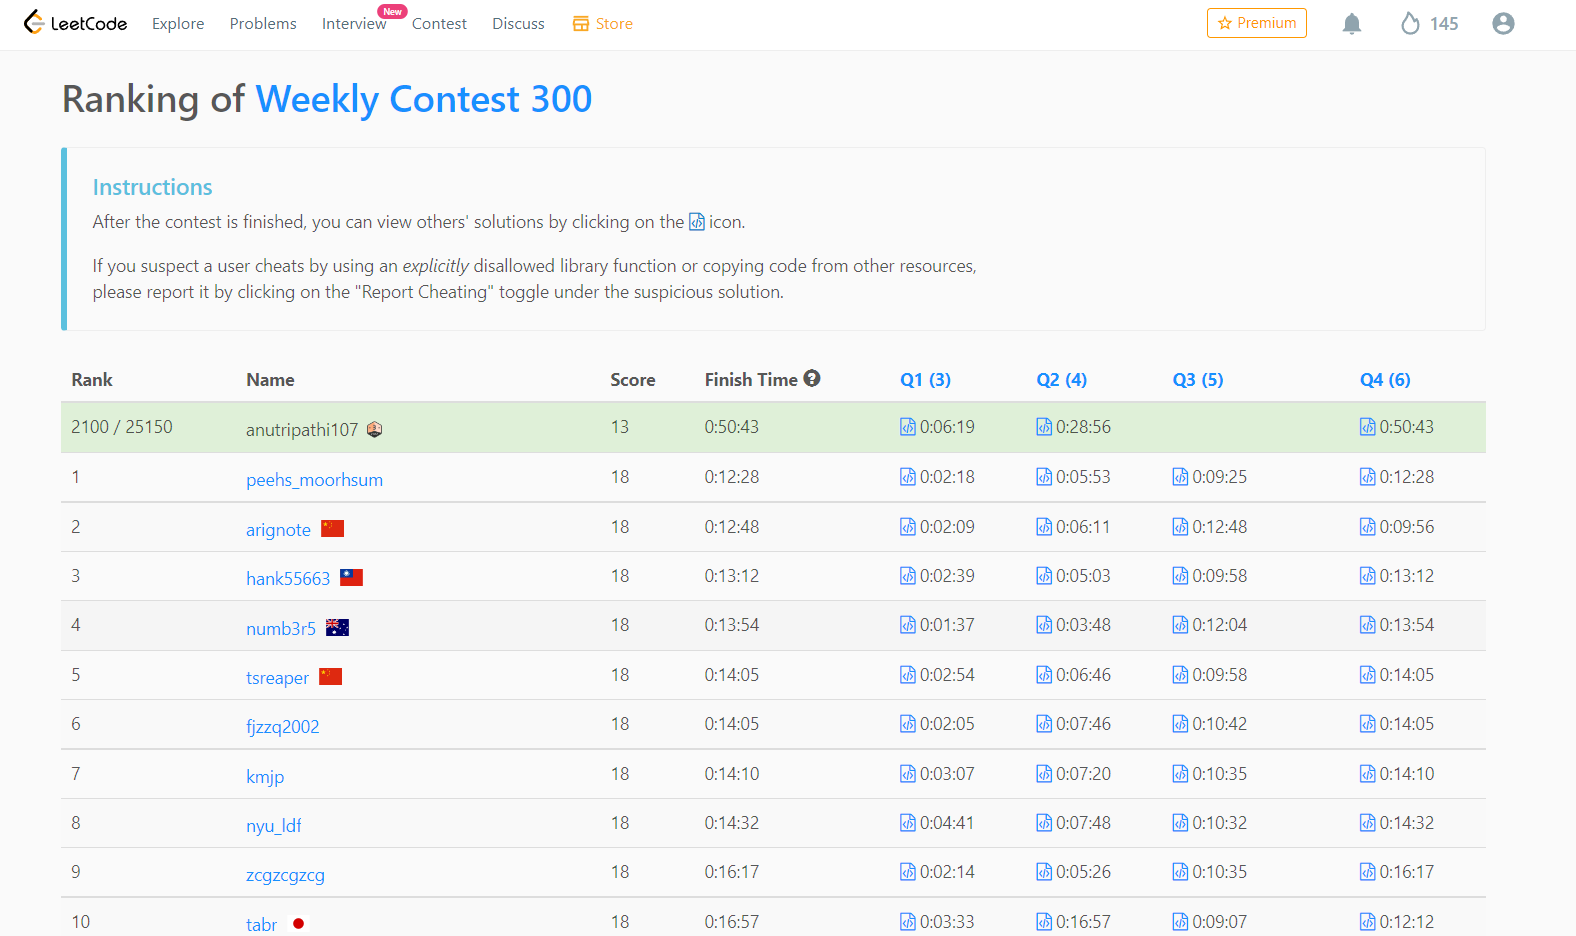 LeetCode Explore Problems Interview New Contest Discuss Store Premium 145
Ranking of Weekly Contest 300
Instructions
After the contest is finished, you can view others' solutions by clicking on the icon.
If you suspect a user cheats by using an explicitly disallowed library function or copying code from other resources,
please report it by clicking on the "Report Cheating" toggle under the suspicious solution.
Rank Name Score Finish Time Q1 (3) Q2 (4) Q3 (5) Q4 (6)
2100 / 25150 anutripathi107 13 0:50:43 0:06:19 0:28:56 0:50:43
1 peehs_moorhsum 18 0:12:28 0:02:18 0:05:53 0:09:25 0:12:28
2 arignote 18 0:12:48 0:02:09 0:06:11 0:12:48 0:09:56
3 hank55663 18 0:13:12 0:02:39 0:05:03 0:09:58 0:13:12
4 numb3r5 18 0:13:54 0:01:37 0:03:48 0:12:04 0:13:54
5 tsreaper 18 0:14:05 0:02:54 0:06:46 0:09:58 0:14:05
6 fjzzq2002 18 0:14:05 0:02:05 0:07:46 0:10:42 0:14:05
7 kmjp 18 0:14:10 0:03:07 0:07:20 0:10:35 0:14:10
8 nyu_ldf 18 0:14:32 0:04:41 0:07:48 0:10:32 0:14:32
9 zcgzcgzcg 18 0:16:17 0:02:14 0:05:26 0:10:35 0:16:17
10 tabr 18 0:16:57 0:03:33 0:16:57 0:09:07 0:12:12